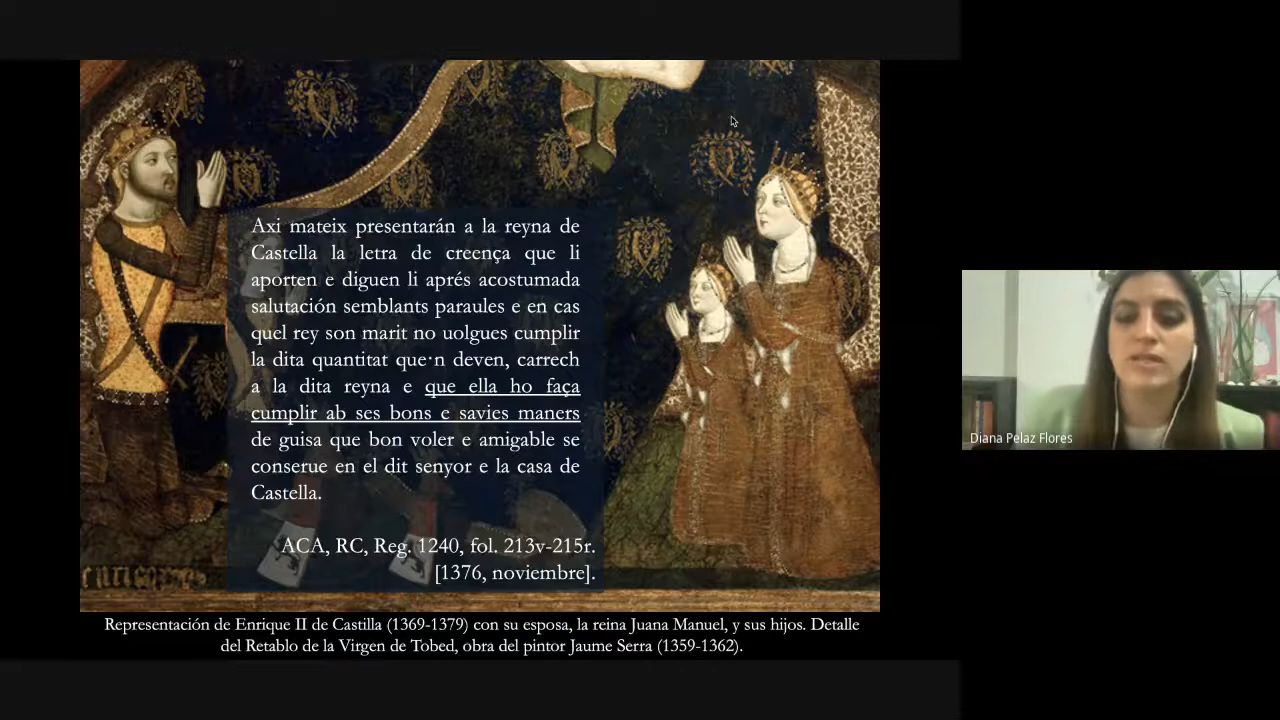 Axi mateix presentarán a la reyna de
Castella la letra de creença que li
aporten e diguen li aprés acostumada
salutación semblants paraules e en cas
quel rey son marit no uolgues cumplir
la dita quantitat que·n deven, carrech
a la dita reyna e que ella ho faça
cumplir ab ses bons e savies maners
de guisa que bon voler e amigable se
conserue en el dit senyor e la casa de
Castella.
ACA, RC, Reg. 1240, fol. 213v-215r.
[1376, noviembre].
Representación de Enrique II de Castilla (1369-1379) con su esposa, la reina Juana Manuel, y sus hijos. Detalle
del Retablo de la Virgen de Tobed, obra del pintor Jaume Serra (1359-1362).
Diana Pelaz Flores